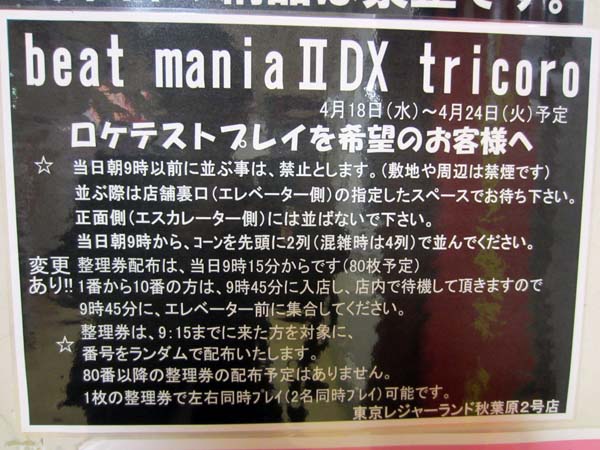 beat maniaⅡDX tricoro
4月18日(水)～4月24日(火)予定
ロケテストプレイを希望のお客様へ
☆ 当日朝9時以前に並ぶ事は、禁止とします。(敷地や周辺は禁煙です)
並ぶ際は店舗裏口(エレベーター側)の指定したスペースでお待ち下さい。
正面側(エスカレーター側)には並ばないで下さい。
当日朝9時から、コーンを先頭に2列(混雑時は4列)で並んでください。
変更 整理券配布は、当日9時15分からです(80枚予定)
あり!! 1番から10番の方は、9時45分に入店し、店内で待機して頂きますので
9時45分に、エレベーター前に集合してください。
整理券は、9:15までに来た方を対象に、
☆ 番号をランダムで配布いたします。
80番以降の整理券の配布予定はありません。
1枚の整理券で左右同時プレイ(2名同時プレイ)可能です。
東京レジャーランド秋葉原2号店